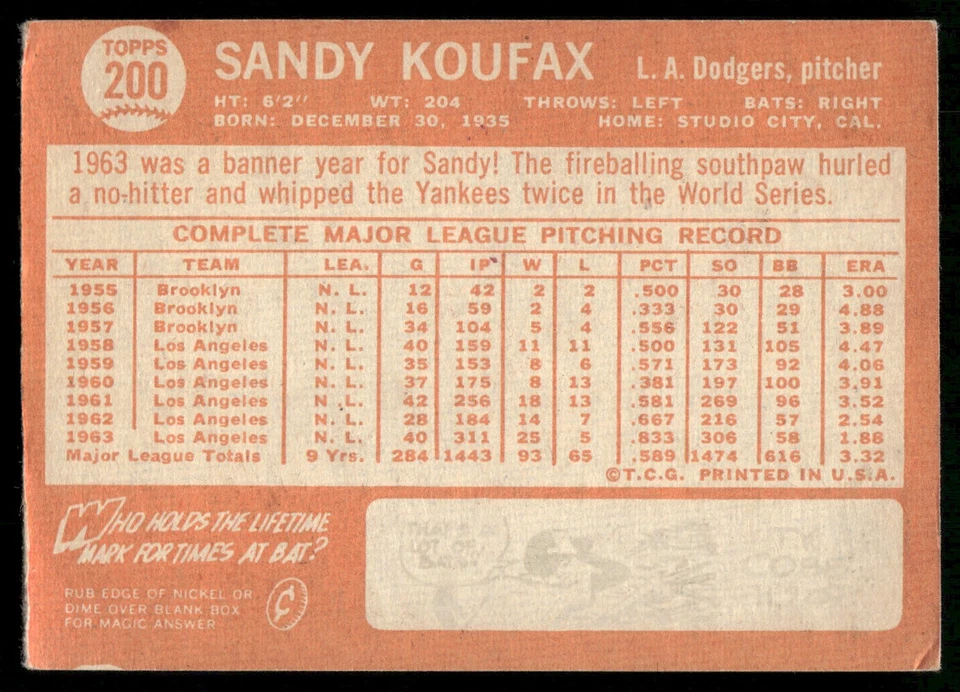 TOPPS
200
SANDY KOUFAX L. A. Dodgers, pitcher
HT: 6'2" WT: 204 THROWS: LEFT BATS: RIGHT
BORN: DECEMBER 30, 1935 HOME: STUDIO CITY, CAL.
1963 was a banner year for Sandy! The fireballing southpaw hurled
a no-hitter and whipped the Yankees twice in the World Series.
COMPLETE MAJOR LEAGUE PITCHING RECORD
YEAR TEAM LEA. G IP W L PCT SO BB ERA
1955 Brooklyn N. L. 12 42 2 2 .500 30 28 3.00
1956 Brooklyn N. L. 16 59 2 4 .333 30 29 4.88
1957 Brooklyn N. L. 34 104 5 4 .556 122 51 3.89
1958 Los Angeles N. L. 40 159 11 11 .500 131 105 4.47
1959 Los Angeles N. L. 35 153 8 6 .571 173 92 4.06
1960 Los Angeles N. L. 37 175 8 13 .381 197 100 3.91
1961 Los Angeles N. L. 42 256 18 13 .581 269 96 3.52
1962 Los Angeles N. L. 28 184 14 7 .667 216 57 2.54
1963 Los Angeles N. L. 40 311 25 5 .833 306 58 1.88
Major League Totals 9 Yrs. 284 1443 93 65 .589 1474 616 3.32
©T.C.G. PRINTED IN U.S.A.
WHO HOLDS THE LIFETIME
MARK FOR TIMES AT BAT?
RUB EDGE OF NICKEL OR
DIME OVER BLANK BOX
FOR MAGIC ANSWER
¢
THAT'S A
LOT OF
TY
COBB